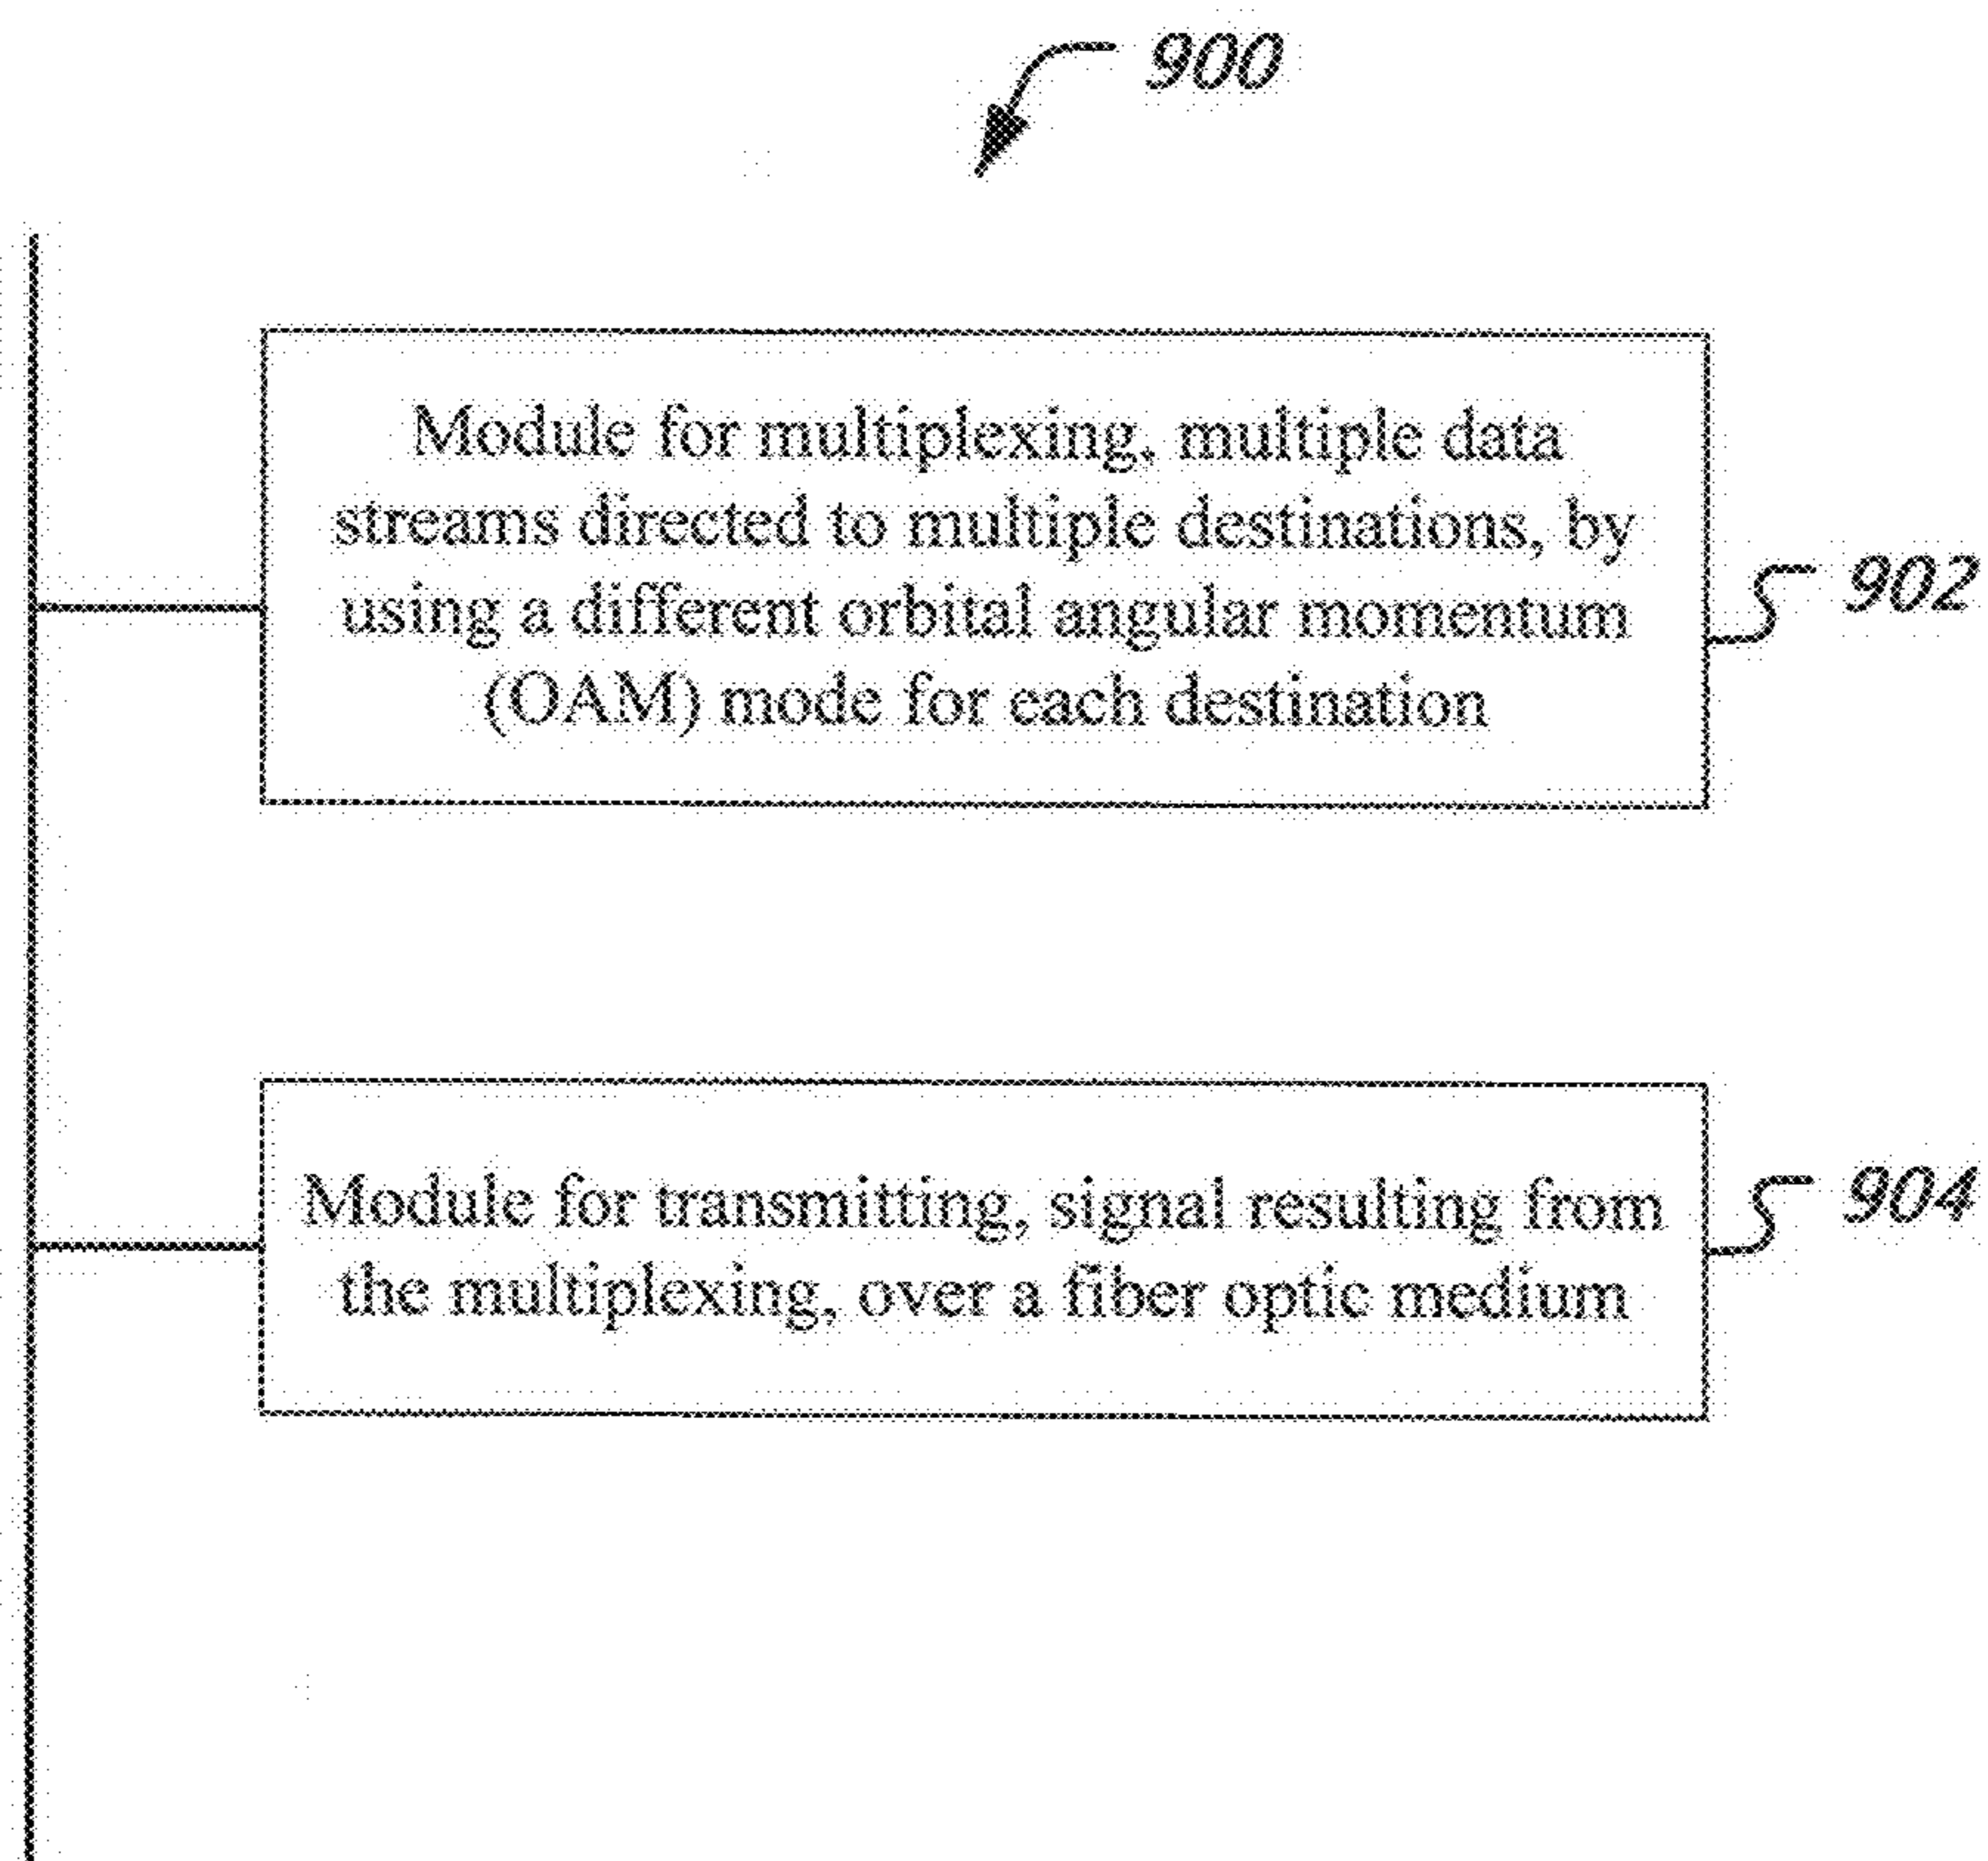 900
Module for multiplexing, multiple data
streams directed to multiple destinations, by
using a different orbital angular momentum
(OAM) mode for each destination
902
Module for transmitting, signal resulting from
the multiplexing, over a fiber optic medium
904